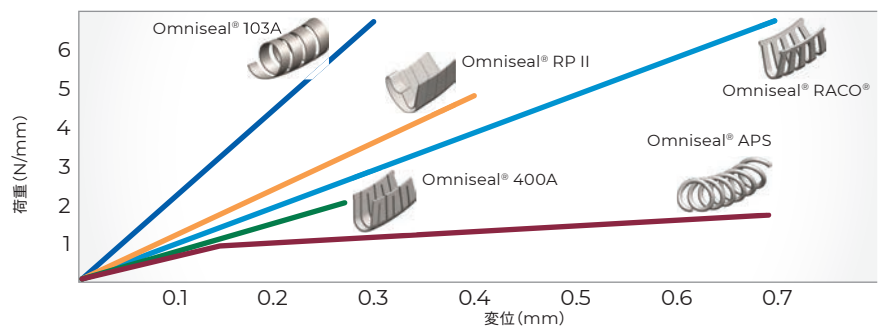 Omniseal® 103A
Omniseal® RP II
Omniseal® RACO®
Omniseal® APS
Omniseal® 400A
荷重(N/mm)
6
5
4
3
2
1
0.1 0.2 0.3 0.4 0.5 0.6 0.7
変位(mm)